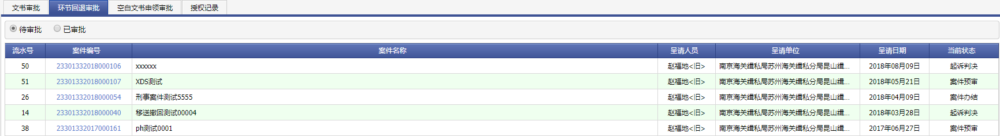 文书审批 环节回退审批 空白文书申领审批 授权记录
待审批 已审批
流水号 案件编号 案件名称 呈请人员 呈请单位 呈请日期 当前状态
50 23301332018000106 xxxxxx 赵福地<旧> 南京海关缉私局苏州海关缉私分局昆山缉... 2018年08月09日 起诉判决
51 23301332018000107 XDS测试 赵福地<旧> 南京海关缉私局苏州海关缉私分局昆山缉... 2018年05月21日 案件预审
26 23301332018000054 刑事案件测试5555 赵福地<旧> 南京海关缉私局苏州海关缉私分局昆山缉... 2018年04月09日 案件办结
14 23301332018000040 移送撤回测试00004 赵福地<旧> 南京海关缉私局苏州海关缉私分局昆山缉... 2018年03月28日 起诉判决
38 23301332017000161 ph测试0001 赵福地<旧> 南京海关缉私局苏州海关缉私分局昆山缉... 2017年06月27日 案件预审